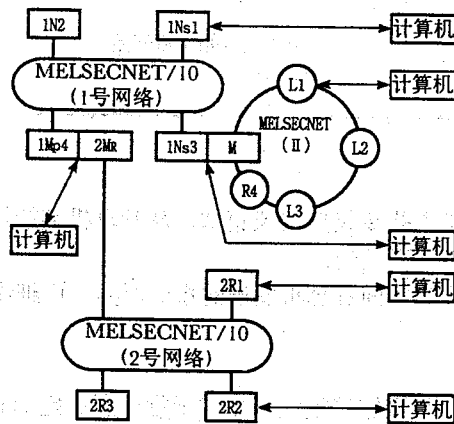 1N2
1Ns1
计算机
MELSECNET/10
(1号网络)
L1
计算机
MELSECNET
(II)
L2
1Mp4
2MR
1Ns3
M
R4
L3
计算机
计算机
2R1
计算机
MELSECNET/10
(2号网络)
2R3
2R2
计算机